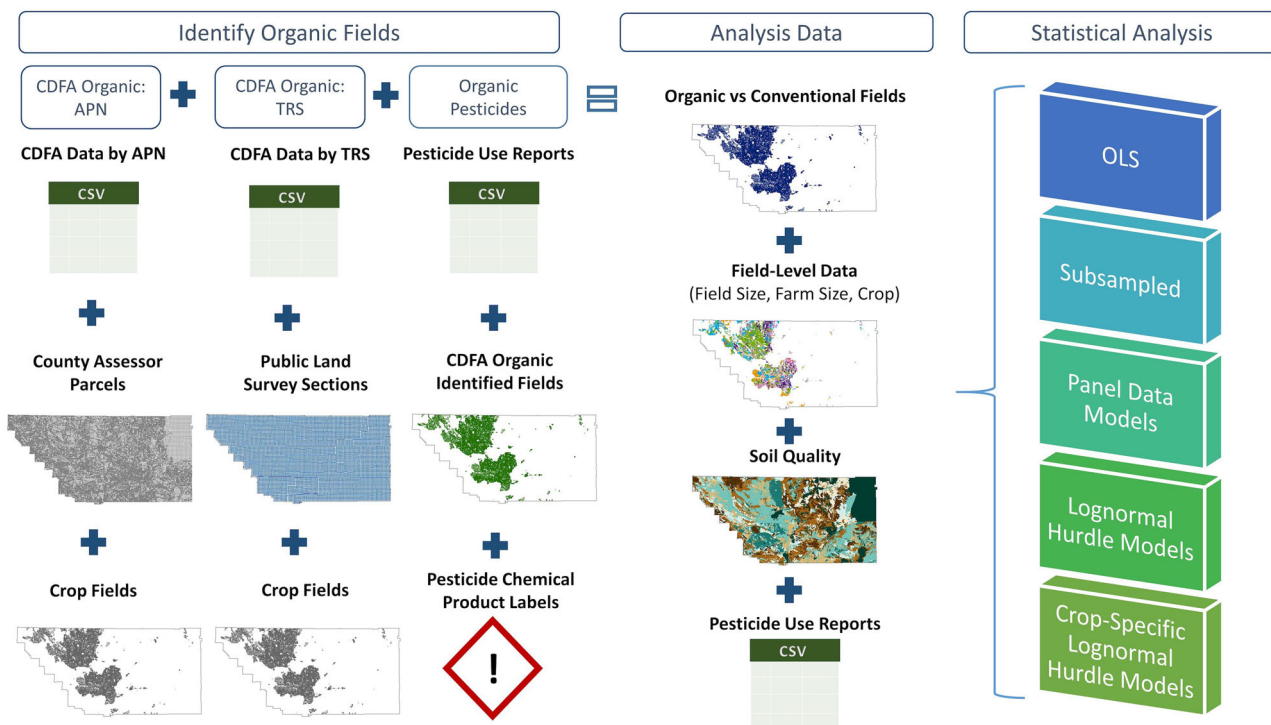 Identify Organic Fields
CDFA Organic:
APN
CDFA Organic:
TRS
Organic
Pesticides
CDFA Data by APN
CSV
County Assessor
Parcels
Crop Fields
CDFA Data by TRS
CSV
Public Land
Survey Sections
Crop Fields
Pesticide Use Reports
CSV
CDFA Organic
Identified Fields
Pesticide Chemical
Product Labels
!
Analysis Data
Organic vs Conventional Fields
Field-Level Data
(Field Size, Farm Size, Crop)
Soil Quality
Pesticide Use Reports
CSV
Statistical Analysis
OLS
Subsampled
Panel Data
Models
Lognormal
Hurdle Models
Crop-Specific
Lognormal
Hurdle Models